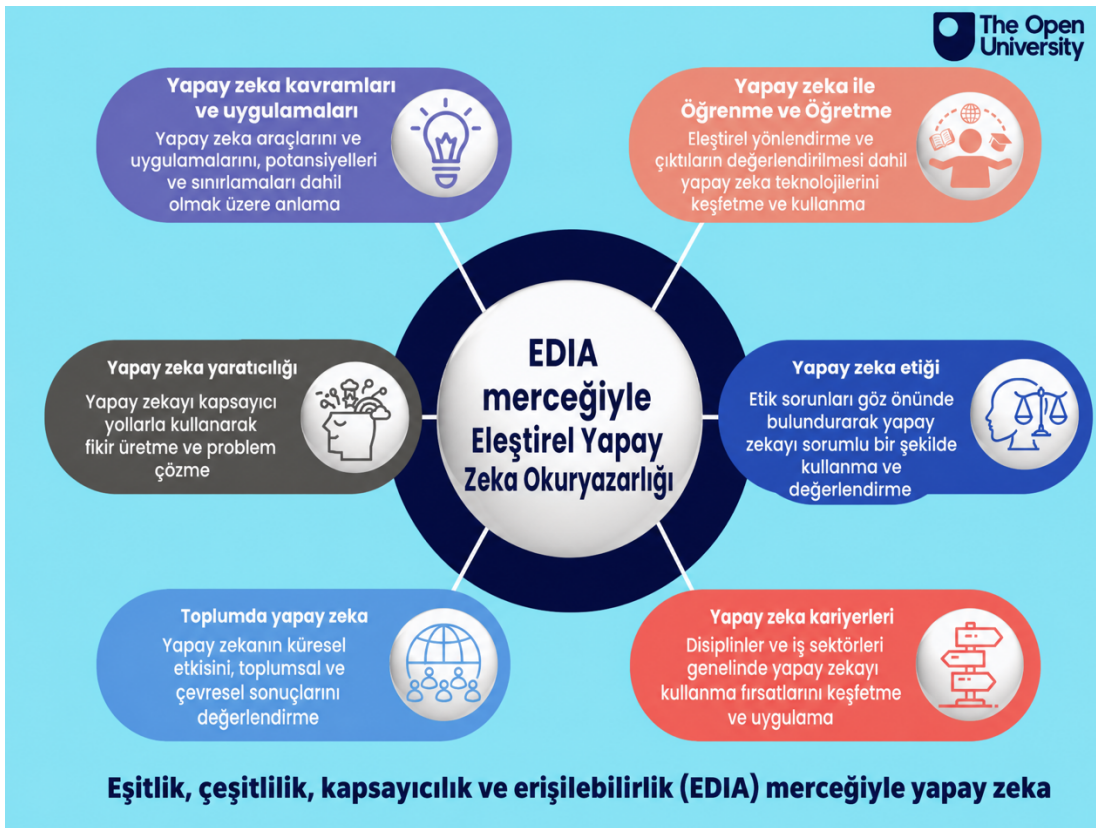 The Open
University
Yapay zeka kavramları
ve uygulamaları
Yapay zeka araçlarını ve
uygulamalarını, potansiyelleri
ve sınırlamaları dahil
olmak üzere anlama
Yapay zeka ile
Öğrenme ve Öğretme
Eleştirel yönlendirme ve
çıktıların değerlendirilmesi dahil
yapay zeka teknolojilerini
keşfetme ve kullanma
Yapay zeka yaratıcılığı
Yapay zekayı kapsayıcı
yollarla kullanarak
fikir üretme ve problem
çözme
EDIA
merceğiyle
Eleştirel Yapay
Zeka Okuryazarlığı
Yapay zeka etiği
Etik sorunları göz önünde
bulundurarak yapay
zekayı sorumlu bir şekilde
kullanma ve
değerlendirme
Toplumda yapay zeka
Yapay zekanın küresel
etkisini, toplumsal ve
çevresel sonuçlarını
değerlendirme
Yapay zeka kariyerleri
Disiplinler ve iş sektörleri
genelinde yapay zekayı
kullanma fırsatlarını keşfetme
ve uygulama
Eşitlik, çeşitlilik, kapsayıcılık ve erişilebilirlik (EDIA) merceğiyle yapay zeka